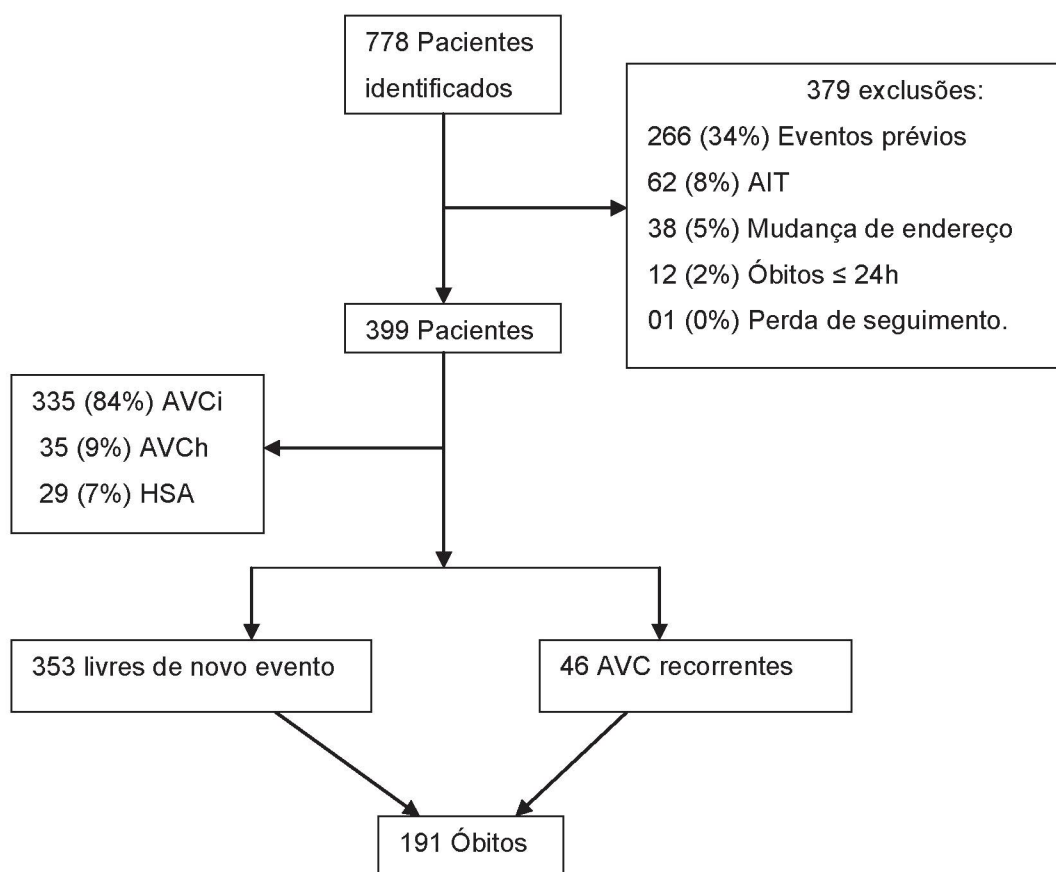 778 Pacientes
identificados
379 exclusões:
266 (34%) Eventos prévios
62 (8%) AIT
38 (5%) Mudança de endereço
12 (2%) Óbitos ≤ 24h
01 (0%) Perda de seguimento.
399 Pacientes
335 (84%) AVCi
35 (9%) AVCh
29 (7%) HSA
353 livres de novo evento
46 AVC recorrentes
191 Óbitos